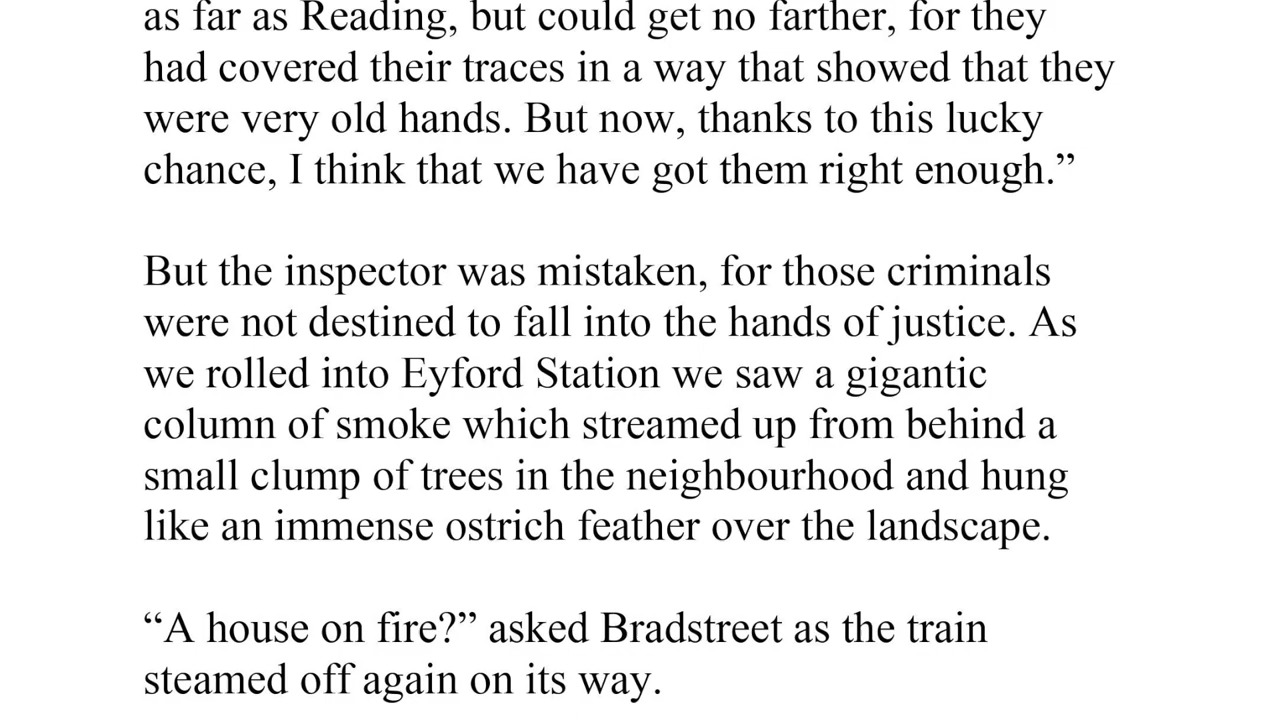 as far as Reading, but could get no farther, for they
had covered their traces in a way that showed that they
were very old hands. But now, thanks to this lucky
chance, I think that we have got them right enough.”
But the inspector was mistaken, for those criminals
were not destined to fall into the hands of justice. As
we rolled into Eyford Station we saw a gigantic
column of smoke which streamed up from behind a
small clump of trees in the neighbourhood and hung
like an immense ostrich feather over the landscape.
“A house on fire?” asked Bradstreet as the train
steamed off again on its way.